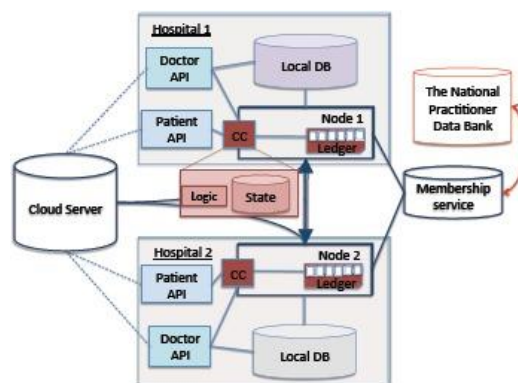 Hospital 1
Doctor
API
Local DB
Patient
API
Node 1
CC
Ledger
The National
Practitioner
Data Bank
Cloud Server
Logic
State
Membership
service
Hospital 2
Node 2
Patient
API
CC
Ledger
Doctor
API
Local DB